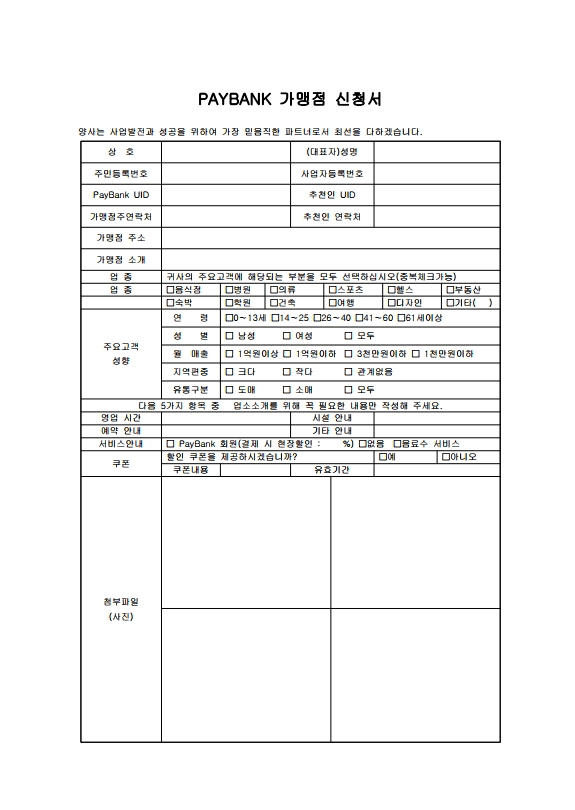 PAYBANK 가맹점 신청서
양사는 사업발전과 성공을 위하여 가장 믿음직한 파트너로서 최선을 다하겠습니다.
상 호 (대표자)성명
주민등록번호 사업자등록번호
PayBank UID 추천인 UID
가맹점주연락처 추천인 연락처
가맹점 주소
가맹점 소개
업 종 귀사의 주요고객에 해당되는 부분을 모두 선택하십시오(중복체크가능)
업 종 □음식점 □병원 □의류 □스포츠 □헬스 □부동산
□숙박 □학원 □건축 □여행 □디자인 □기타( )
주요고객 성향
연 령 □0~13세 □14~25 □26~40 □41~60 □61세이상
성 별 □ 남성 □ 여성 □ 모두
월 매출 □ 1억원이상 □ 1억원이하 □ 3천만원이하 □ 1천만원이하
지역편중 □ 크다 □ 작다 □ 관계없음
유통구분 □ 도매 □ 소매 □ 모두
다음 5가지 항목 중 업소소개를 위해 꼭 필요한 내용만 작성해 주세요.
영업 시간 시설 안내
예약 안내 기타 안내
서비스안내 □ PayBank 회원(결제 시 현장할인 : %) □없음 □음료수 서비스
쿠폰 할인 쿠폰을 제공하시겠습니까? □예 □아니오
쿠폰내용 유효기간
첨부파일
(사진)